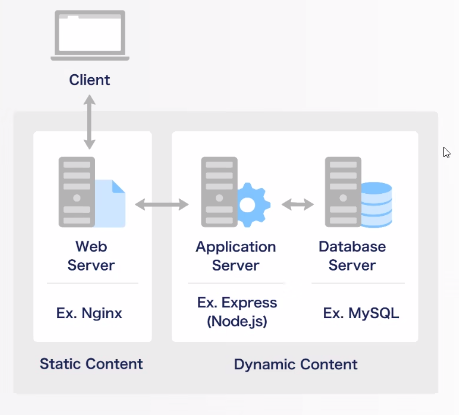 Client
Web
Server
Ex. Nginx
Static Content
Application
Server
Ex. Express
(Node.js)
Database
Server
Ex. MySQL
Dynamic Content